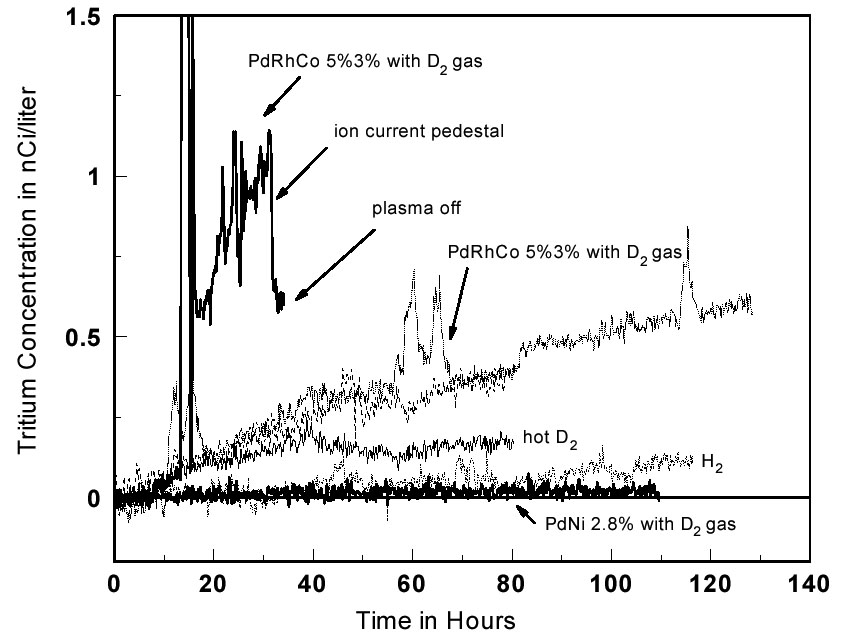 Tritium Concentration in nCi/liter
1.5
1
0.5
0
PdRhCo 5%3% with D2 gas
ion current pedestal
plasma off
PdRhCo 5%3% with D2 gas
hot D2
H2
PdNi 2.8% with D2 gas
0 20 40 60 80 100 120 140
Time in Hours